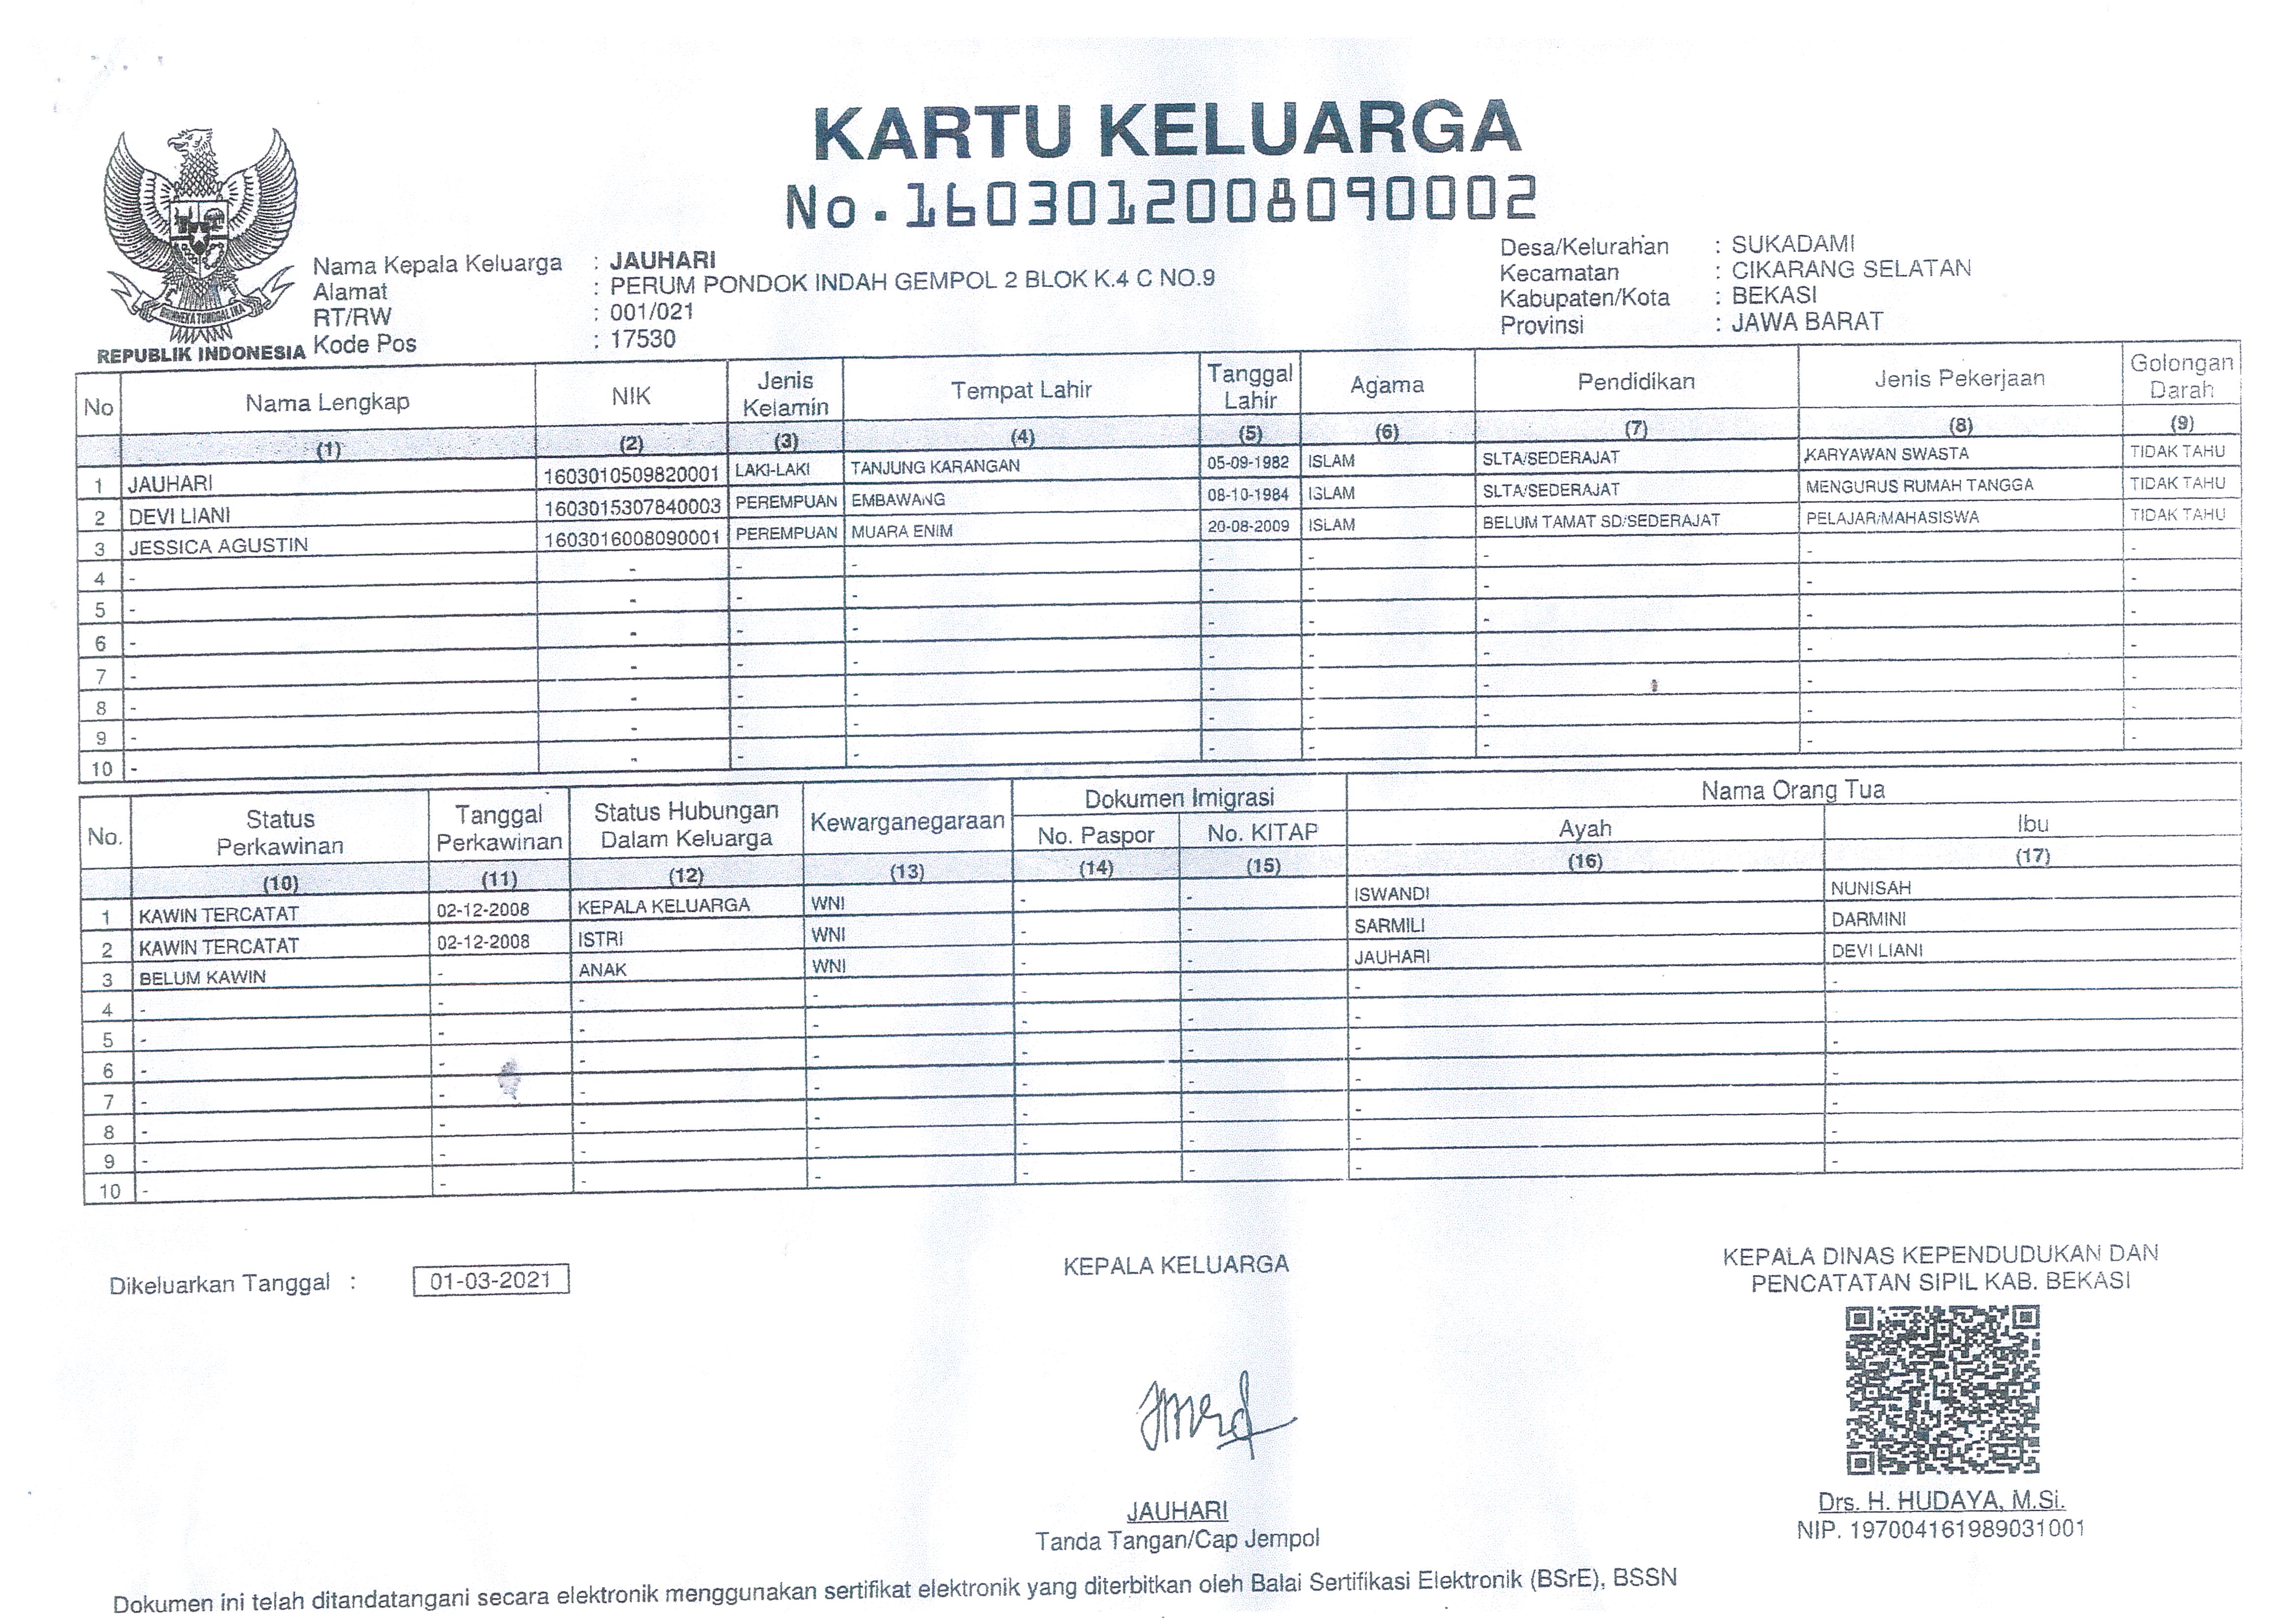 KARTU KELUARGA
No. 1603012008090002
Nama Kepala Keluarga : JAUHARI
Alamat : PERUM PONDOK INDAH GEMPOL 2 BLOK K.4 C NO.9
RT/RW : 001/021
Kode Pos : 17530
Desa/Kelurahan : SUKADAMI
Kecamatan : CIKARANG SELATAN
Kabupaten/Kota : BEKASI
Provinsi : JAWA BARAT
BHINNEKA TUNGGAL IKA
REPUBLIK INDONESIA
No Nama Lengkap NIK Jenis Kelamin Tempat Lahir Tanggal Lahir Agama Pendidikan Jenis Pekerjaan Golongan Darah
(1) (2) (3) (4) (5) (6) (7) (8) (9)
1 JAUHARI 1603010509820001 LAKI-LAKI TANJUNG KARANGAN 05-09-1982 ISLAM SLTA/SEDERAJAT KARYAWAN SWASTA TIDAK TAHU
2 DEVI LIANI 1603015307840003 PEREMPUAN EMBAWANG 08-10-1984 ISLAM SLTA/SEDERAJAT MENGURUS RUMAH TANGGA TIDAK TAHU
3 JESSICA AGUSTIN 1603016008090001 PEREMPUAN MUARA ENIM 20-08-2009 ISLAM BELUM TAMAT SD/SEDERAJAT PELAJAR/MAHASISWA TIDAK TAHU
4 - - - - - - - - -
5 - - - - - - - - -
6 - - - - - - - - -
7 - - - - - - - - -
8 - - - - - - - - -
9 - - - - - - - - -
10 - - - - - - - - -
No. Status Perkawinan Tanggal Perkawinan Status Hubungan Dalam Keluarga Kewarganegaraan Dokumen Imigrasi Nama Orang Tua
No. Paspor No. KITAP Ayah Ibu
(10) (11) (12) (13) (14) (15) (16) (17)
1 KAWIN TERCATAT 02-12-2008 KEPALA KELUARGA WNI - - ISWANDI NUNISAH
2 KAWIN TERCATAT 02-12-2008 ISTRI WNI - - SARMILI DARMINI
3 BELUM KAWIN - ANAK WNI - - JAUHARI DEVI LIANI
4 - - - - - - - -
5 - - - - - - - -
6 - - - - - - - -
7 - - - - - - - -
8 - - - - - - - -
9 - - - - - - - -
10 - - - - - - - -
Dikeluarkan Tanggal : 01-03-2021
KEPALA KELUARGA
JAUHARI
Tanda Tangan/Cap Jempol
KEPALA DINAS KEPENDUDUKAN DAN
PENCATATAN SIPIL KAB. BEKASI
Drs. H. HUDAYA, M.Si.
NIP. 197004161989031001
Dokumen ini telah ditandatangani secara elektronik menggunakan sertifikat elektronik yang diterbitkan oleh Balai Sertifikasi Elektronik (BSrE), BSSN